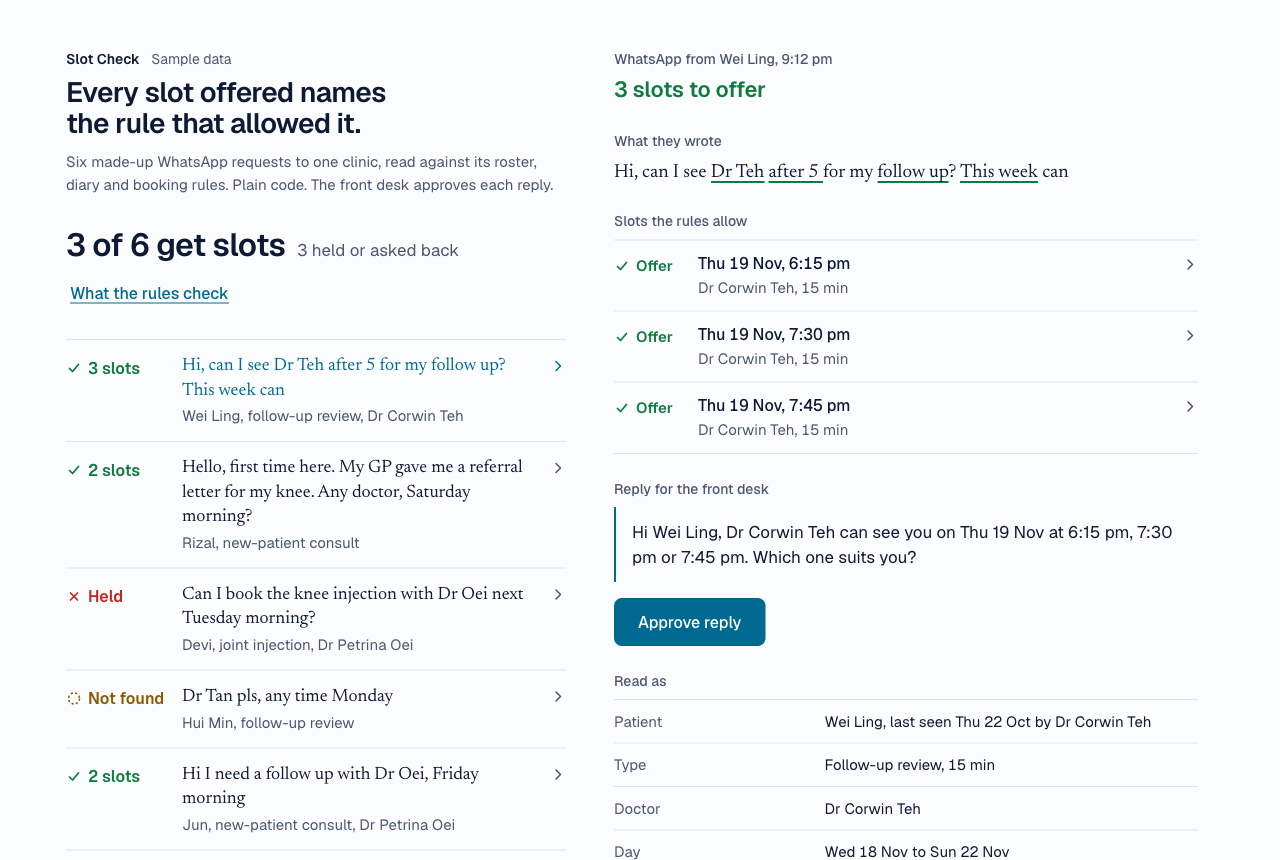 Slot Check Sample data
Every slot offered names
the rule that allowed it.
Six made-up WhatsApp requests to one clinic, read against its roster,
diary and booking rules. Plain code. The front desk approves each reply.
3 of 6 get slots 3 held or asked back
What the rules check
3 slots
Hi, can I see Dr Teh after 5 for my follow up?
This week can
Wei Ling, follow-up review, Dr Corwin Teh
2 slots
Hello, first time here. My GP gave me a referral
letter for my knee. Any doctor, Saturday
morning?
Rizal, new-patient consult
Held
Can I book the knee injection with Dr Oei next
Tuesday morning?
Devi, joint injection, Dr Petrina Oei
Not found
Dr Tan pls, any time Monday
Hui Min, follow-up review
2 slots
Hi I need a follow up with Dr Oei, Friday
morning
Jun, new-patient consult, Dr Petrina Oei
WhatsApp from Wei Ling, 9:12 pm
3 slots to offer
What they wrote
Hi, can I see Dr Teh after 5 for my follow up? This week can
Slots the rules allow
Offer Thu 19 Nov, 6:15 pm
Dr Corwin Teh, 15 min
Offer Thu 19 Nov, 7:30 pm
Dr Corwin Teh, 15 min
Offer Thu 19 Nov, 7:45 pm
Dr Corwin Teh, 15 min
Reply for the front desk
Hi Wei Ling, Dr Corwin Teh can see you on Thu 19 Nov at 6:15 pm, 7:30
pm or 7:45 pm. Which one suits you?
Approve reply
Read as
Patient Wei Ling, last seen Thu 22 Oct by Dr Corwin Teh
Type Follow-up review, 15 min
Doctor Dr Corwin Teh
Day Wed 18 Nov to Sun 22 Nov